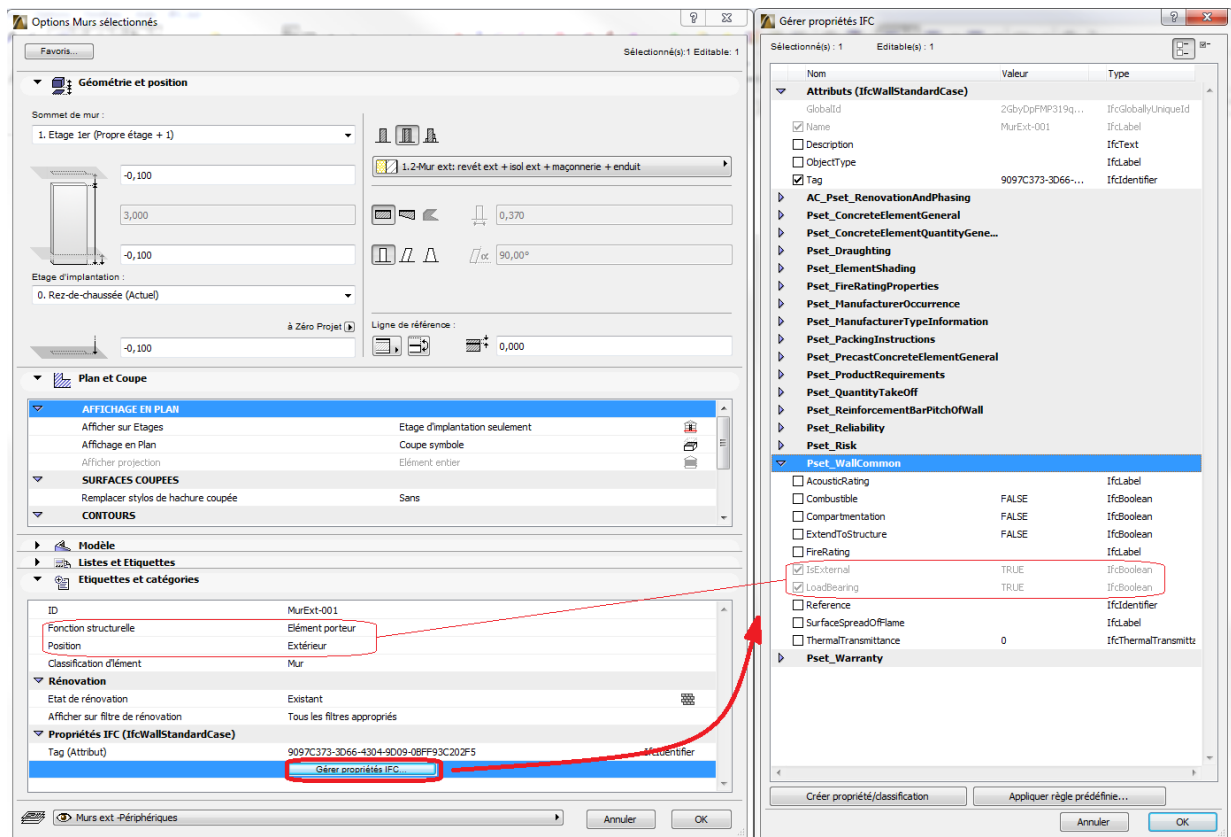 Options Murs sélectionnés
Favoris...
Sélectionné(s):1 Editable: 1
Géométrie et position
Sommet de mur :
1. Etage 1er (Propre étage + 1)
-0,100
3,000
-0,100
Etage d'implantation :
0. Rez-de-chaussée (Actuel)
à Zéro Projet
-0,100
1.2-Mur ext: revét ext + isol ext + maçonnerie + enduit
0,370
α 90,00°
Ligne de référence :
0,000
Plan et Coupe
AFFICHAGE EN PLAN
Afficher sur Etages Etage d'implantation seulement
Affichage en Plan Coupe symbole
Afficher projection Elément entier
SURFACES COUPEES
Remplacer stylos de hachure coupée Sans
CONTOURS
Modèle
Listes et Etiquettes
Etiquettes et catégories
ID MurExt-001
Fonction structurelle Elément porteur
Position Extérieur
Classification d'lément Mur
Rénovation
Etat de rénovation Existant
Afficher sur filtre de rénovation Tous les filtres appropriés
Propriétés IFC (IfcWallStandardCase)
Tag (Attribut) 9097C373-3D66-4304-9D09-0BFF93C202F5 IfcIdentifier
Gérer propriétés IFC...
Murs ext -Périphériques
Annuler
OK
Gérer propriétés IFC
Sélectionné(s) : 1 Editable(s) : 1
Nom Valeur Type
Attributs (IfcWallStandardCase)
GlobalId 2GbyDpFMP319q... IfcGloballyUniqueId
Name MurExt-001 IfcLabel
Description IfcText
ObjectType IfcLabel
Tag 9097C373-3D66-... IfcIdentifier
AC_Pset_RenovationAndPhasing
Pset_ConcreteElementGeneral
Pset_ConcreteElementQuantityGene...
Pset_Draughting
Pset_ElementShading
Pset_FireRatingProperties
Pset_ManufacturerOccurrence
Pset_ManufacturerTypeInformation
Pset_PackingInstructions
Pset_PrecastConcreteElementGeneral
Pset_ProductRequirements
Pset_QuantityTakeOff
Pset_ReinforcementBarPitchOfWall
Pset_Reliability
Pset_Risk
Pset_WallCommon
AcousticRating IfcLabel
Combustible FALSE IfcBoolean
Compartmentation FALSE IfcBoolean
ExtendToStructure FALSE IfcBoolean
FireRating IfcLabel
IsExternal TRUE IfcBoolean
LoadBearing TRUE IfcBoolean
Reference IfcIdentifier
SurfaceSpreadOfFlame IfcLabel
ThermalTransmittance 0 IfcThermalTransmitta
Pset_Warranty
Créer propriété/classification
Appliquer règle prédéfinie...
Annuler
OK